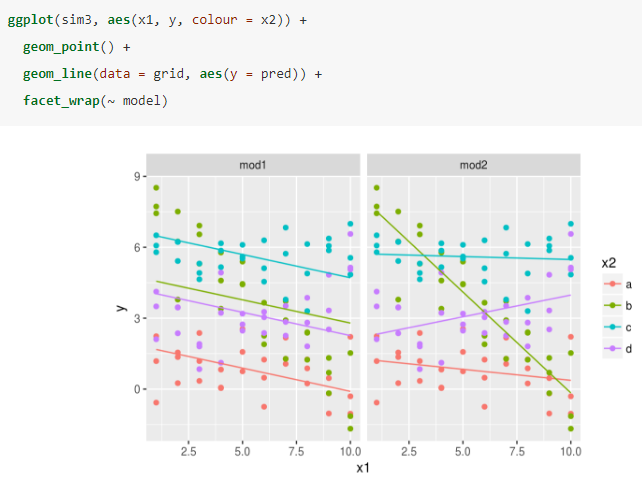 ggplot(sim3, aes(x1, y, colour = x2)) +
  geom_point() +
  geom_line(data = grid, aes(y = pred)) +
  facet_wrap(~ model)
mod1 mod2
9
6
3
0
y
2.5 5.0 7.5 10.0 2.5 5.0 7.5 10.0
x1
x2
a
b
c
d